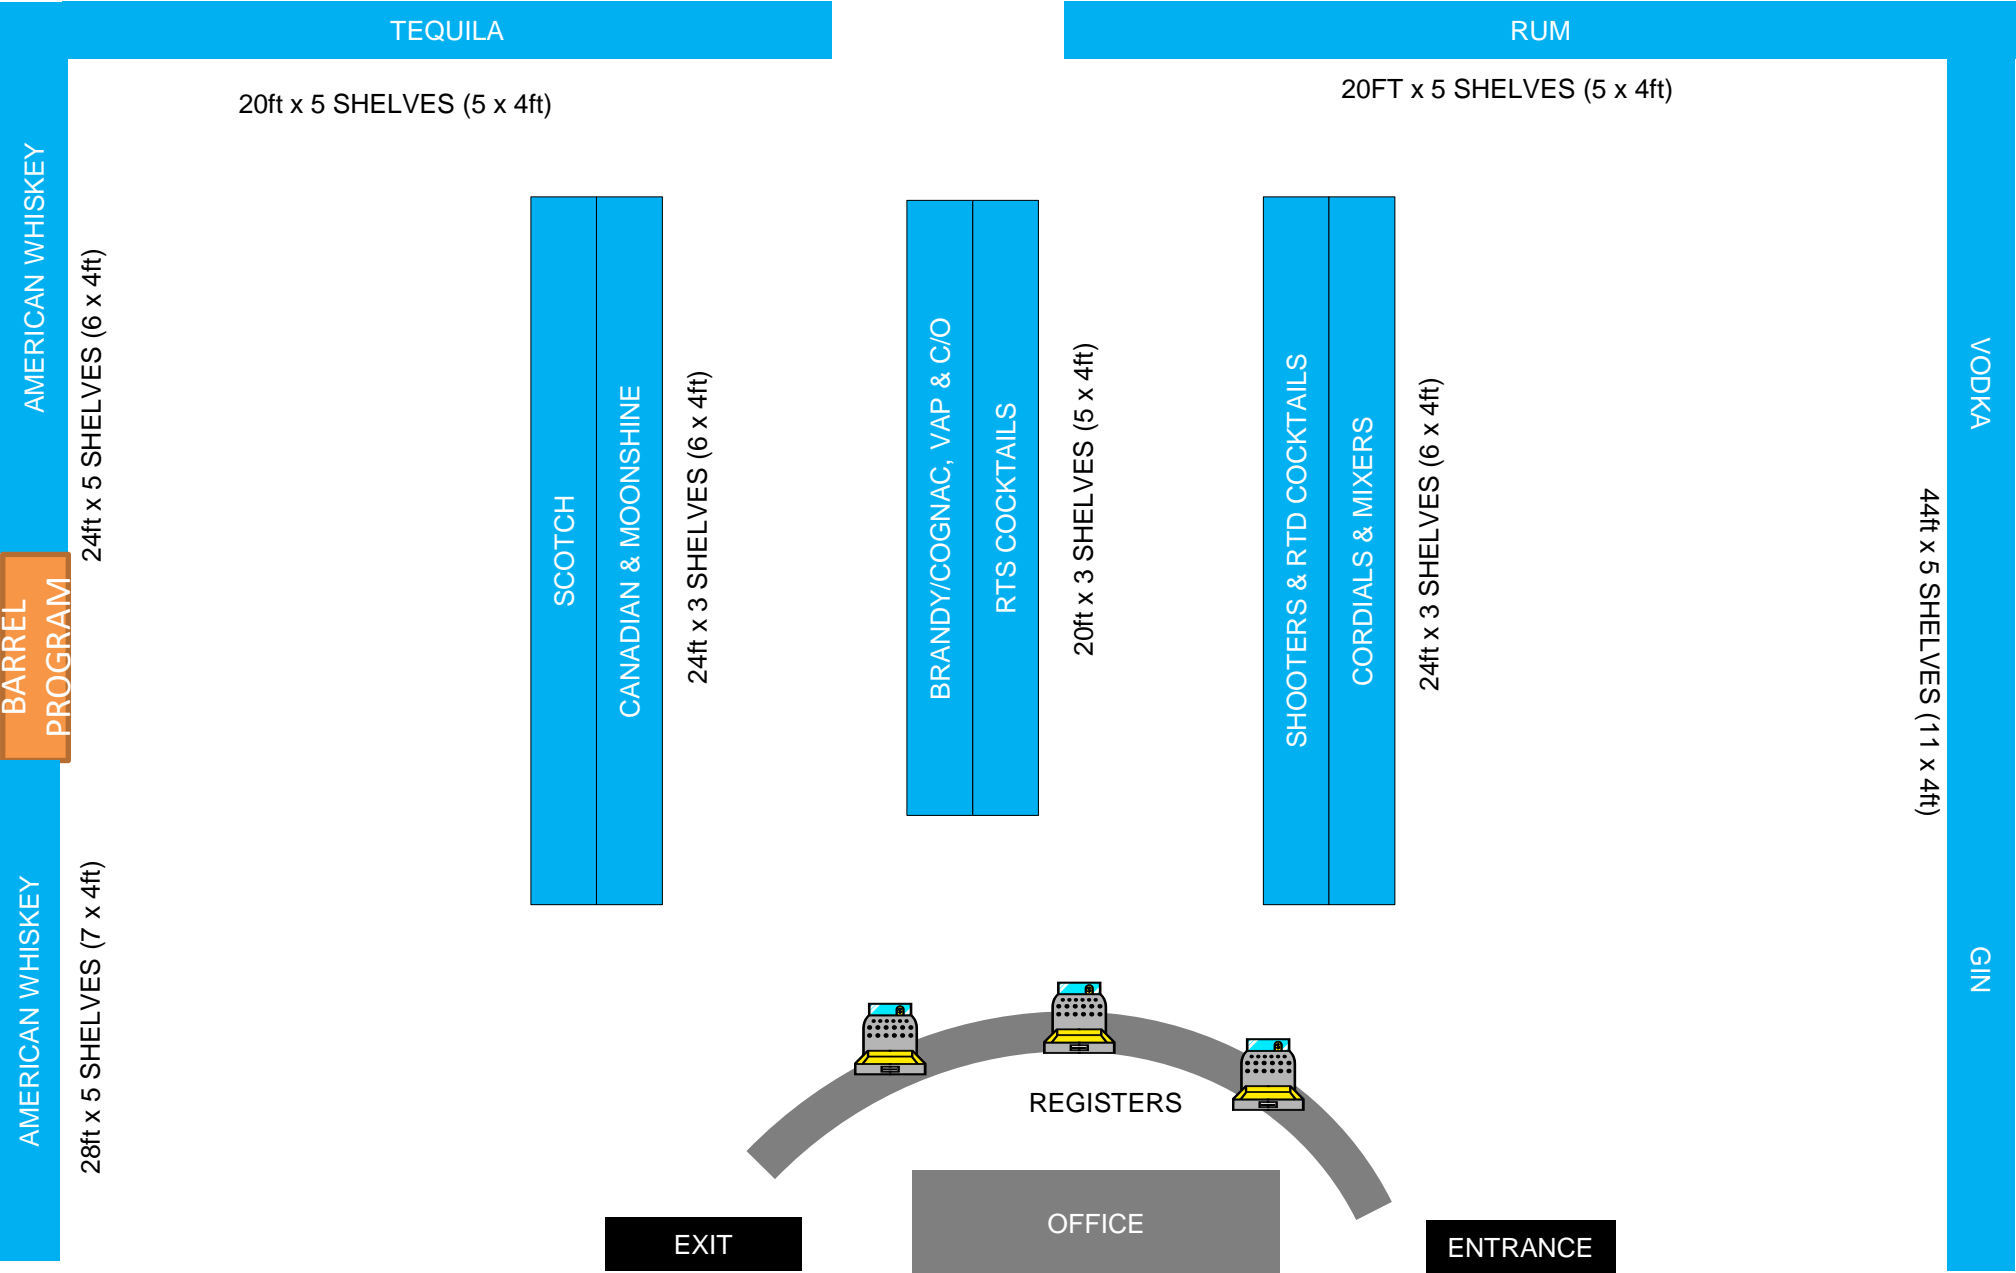 TEQUILA
RUM
20ft x 5 SHELVES (5 x 4ft)
20FT x 5 SHELVES (5 x 4ft)
AMERICAN WHISKEY
24ft x 5 SHELVES (6 x 4ft)
BARREL
PROGRAM
AMERICAN WHISKEY
28ft x 5 SHELVES (7 x 4ft)
SCOTCH
CANADIAN & MOONSHINE
24ft x 3 SHELVES (6 x 4ft)
BRANDY/COGNAC, VAP & C/O
RTS COCKTAILS
20ft x 3 SHELVES (5 x 4ft)
SHOOTERS & RTD COCKTAILS
CORDIALS & MIXERS
24ft x 3 SHELVES (6 x 4ft)
VODKA
44ft x 5 SHELVES (11 x 4ft)
GIN
REGISTERS
OFFICE
EXIT
ENTRANCE